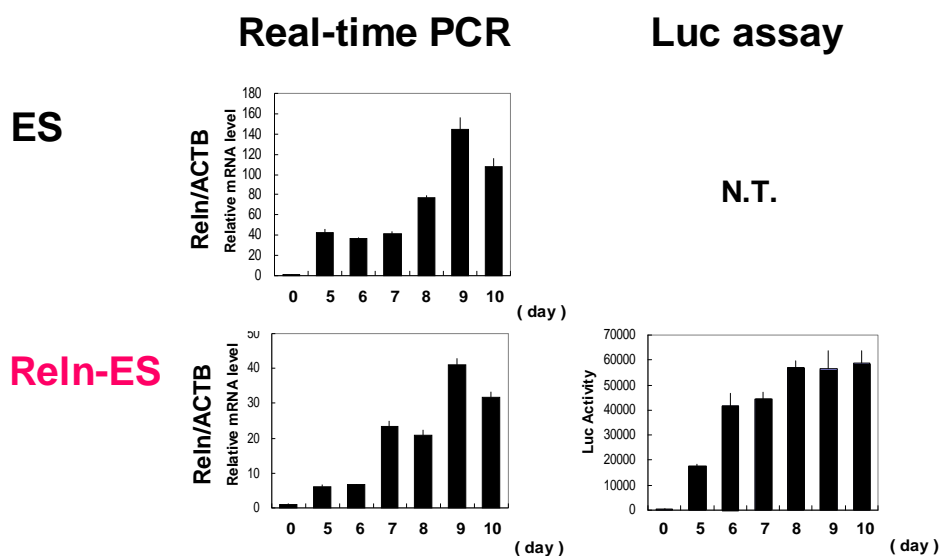 Real-time PCR
Luc assay
ES
Reln/ACTB
Relative mRNA level
180
160
140
120
100
80
60
40
20
0
0 5 6 7 8 9 10
( day )
N.T.
Reln-ES
Reln/ACTB
Relative mRNA level
50
40
30
20
10
0
0 5 6 7 8 9 10
( day )
Luc Activity
70000
60000
50000
40000
30000
20000
10000
0
0 5 6 7 8 9 10
( day )